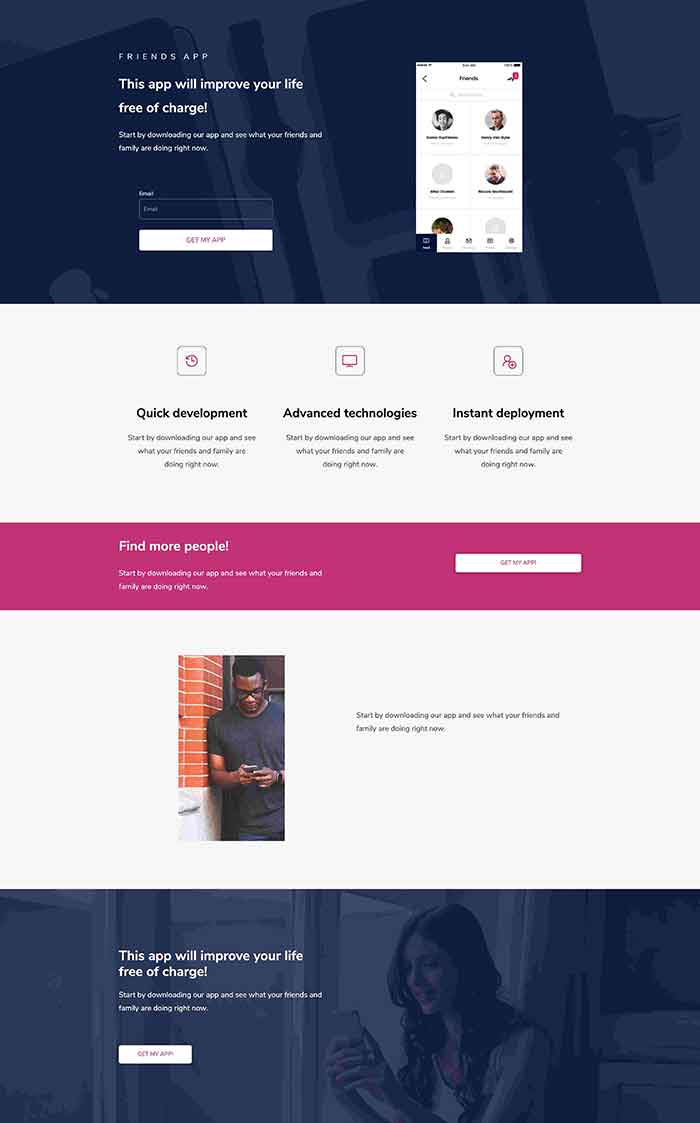 FRIENDS APP
This app will improve your life
free of charge!
Start by downloading our app and see what your friends and
family are doing right now.
Email
Email
GET MY APP
Friends
Quick development
Start by downloading our app and see
what your friends and family are
doing right now.
Advanced technologies
Start by downloading our app and see
what your friends and family are
doing right now.
Instant deployment
Start by downloading our app and see
what your friends and family are
doing right now.
Find more people!
Start by downloading our app and see what your friends and
family are doing right now.
GET MY APP!
Start by downloading our app and see what your friends and
family are doing right now.
This app will improve your life
free of charge!
Start by downloading our app and see what your friends and
family are doing right now.
GET MY APP!